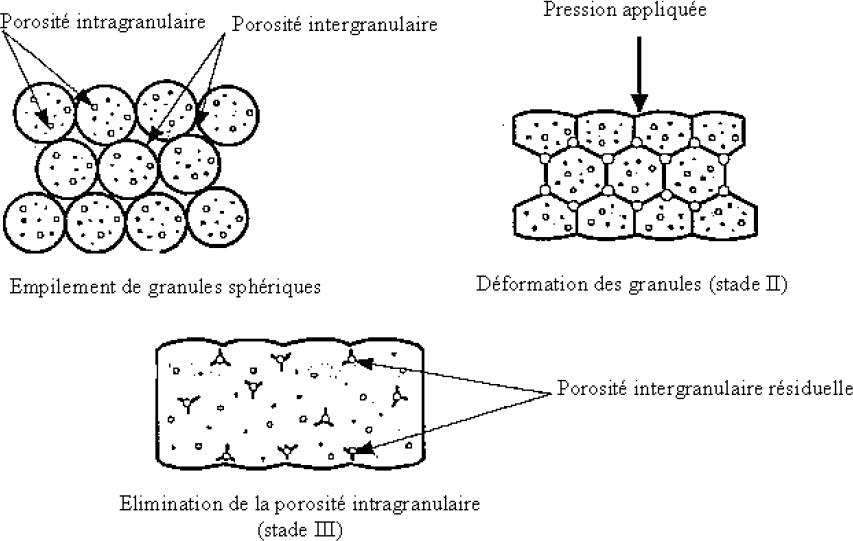 Porosité intragranulaire
Porosité intergranulaire
Pression appliquée
Empilement de granules sphériques
Déformation des granules (stade II)
Porosité intergranulaire résiduelle
Elimination de la porosité intragranulaire
(stade III)